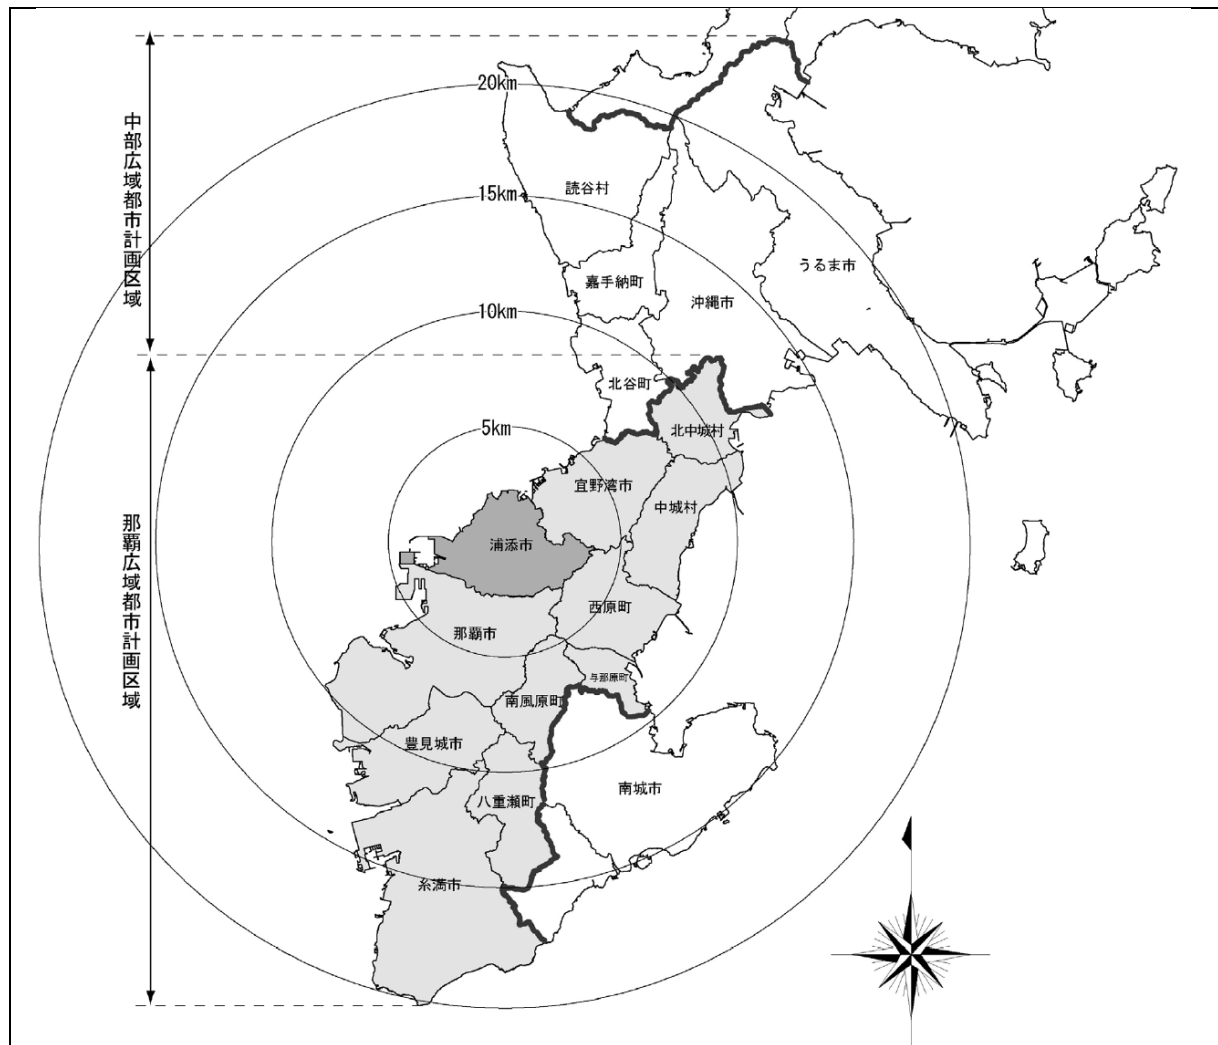 20km
中部広域都市計画区域
読谷村
15km
うるま市
嘉手納町
沖縄市
10km
北谷町
5km
北中城村
宜野湾市
中城村
浦添市
那覇広域都市計画区域
西原町
那覇市
与那原町
南風原町
豊見城市
南城市
八重瀬町
糸満市